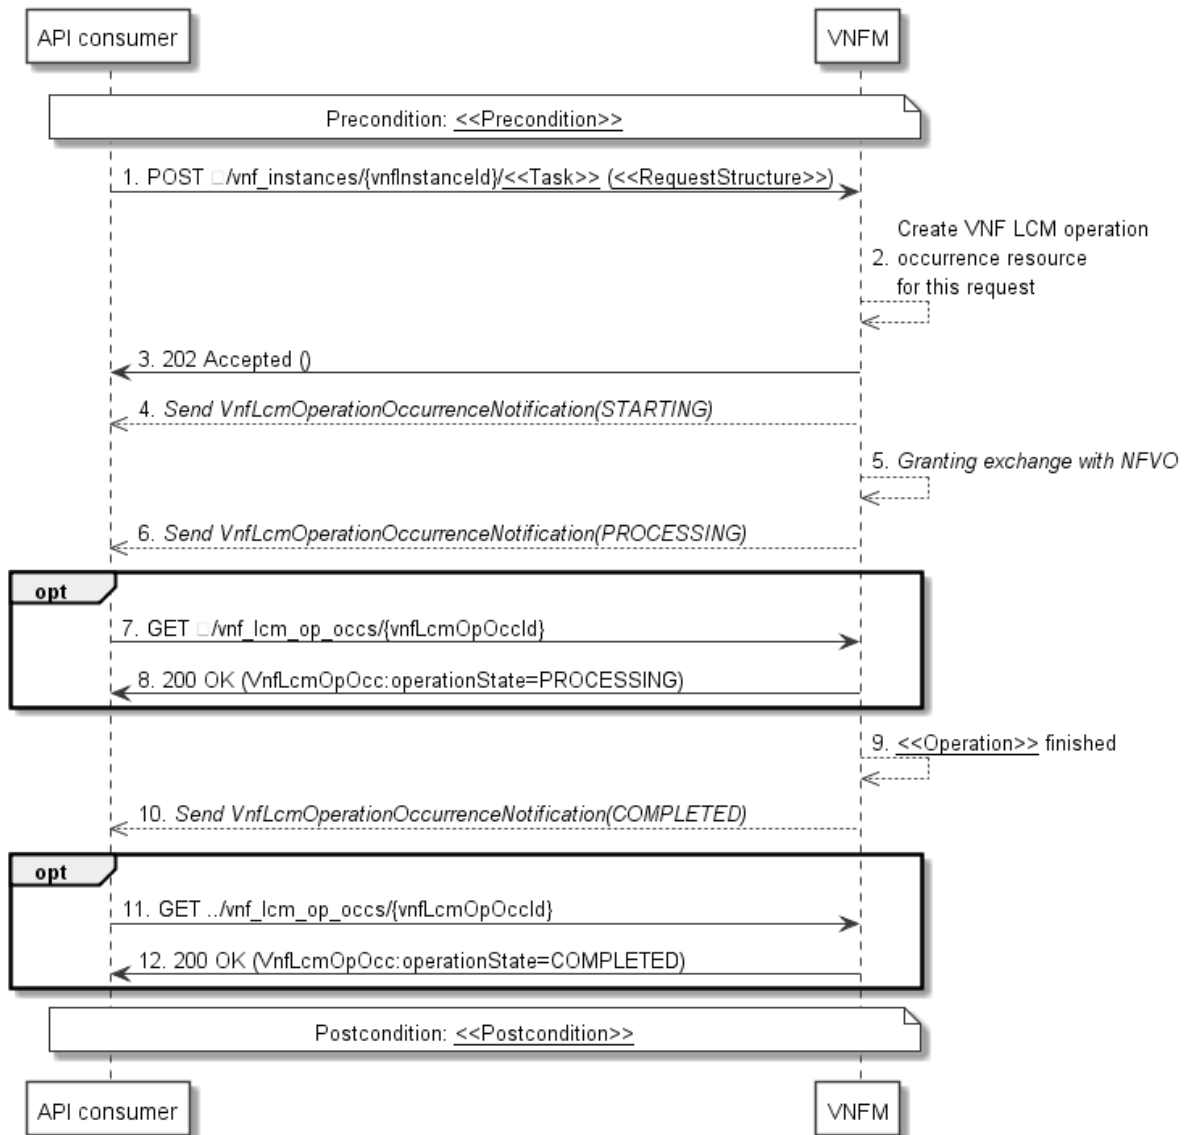 API consumer VNFM
Precondition: <<Precondition>>
1. POST □/vnf_instances/{vnfInstanceId}/<<Task>> (<<RequestStructure>>)
Create VNF LCM operation
2. occurrence resource
for this request
3. 202 Accepted ()
4. Send VnfLcmOperationOccurrenceNotification(STARTING)
5. Granting exchange with NFVO
6. Send VnfLcmOperationOccurrenceNotification(PROCESSING)
opt
7. GET □/vnf_lcm_op_occs/{vnfLcmOpOccId}
8. 200 OK (VnfLcmOpOcc:operationState=PROCESSING)
9. <<Operation>> finished
10. Send VnfLcmOperationOccurrenceNotification(COMPLETED)
opt
11. GET ../vnf_lcm_op_occs/{vnfLcmOpOccId}
12. 200 OK (VnfLcmOpOcc:operationState=COMPLETED)
Postcondition: <<Postcondition>>
API consumer VNFM